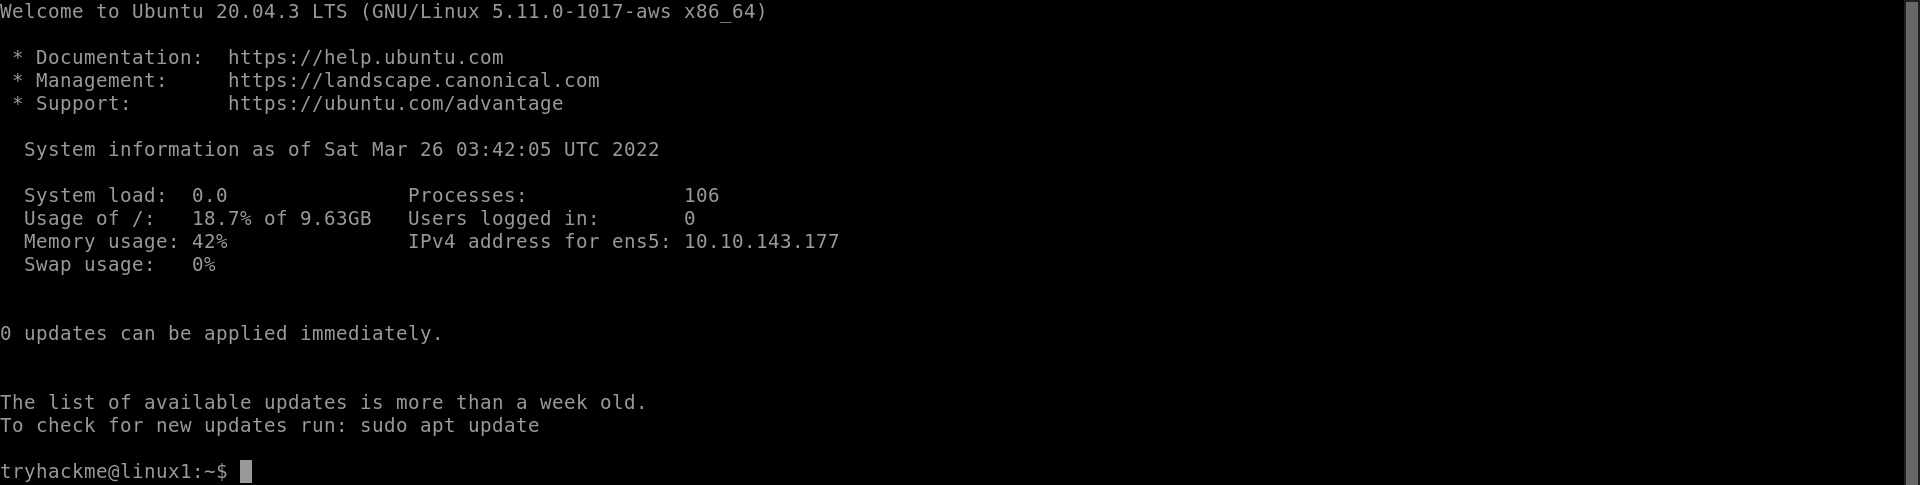 Welcome to Ubuntu 20.04.3 LTS (GNU/Linux 5.11.0-1017-aws x86_64)

 * Documentation:  https://help.ubuntu.com
 * Management:     https://landscape.canonical.com
 * Support:        https://ubuntu.com/advantage

  System information as of Sat Mar 26 03:42:05 UTC 2022

  System load:  0.0               Processes:             106
  Usage of /:   18.7% of 9.63GB   Users logged in:       0
  Memory usage: 42%               IPv4 address for ens5: 10.10.143.177
  Swap usage:   0%


0 updates can be applied immediately.


The list of available updates is more than a week old.
To check for new updates run: sudo apt update

tryhackme@linux1:~$